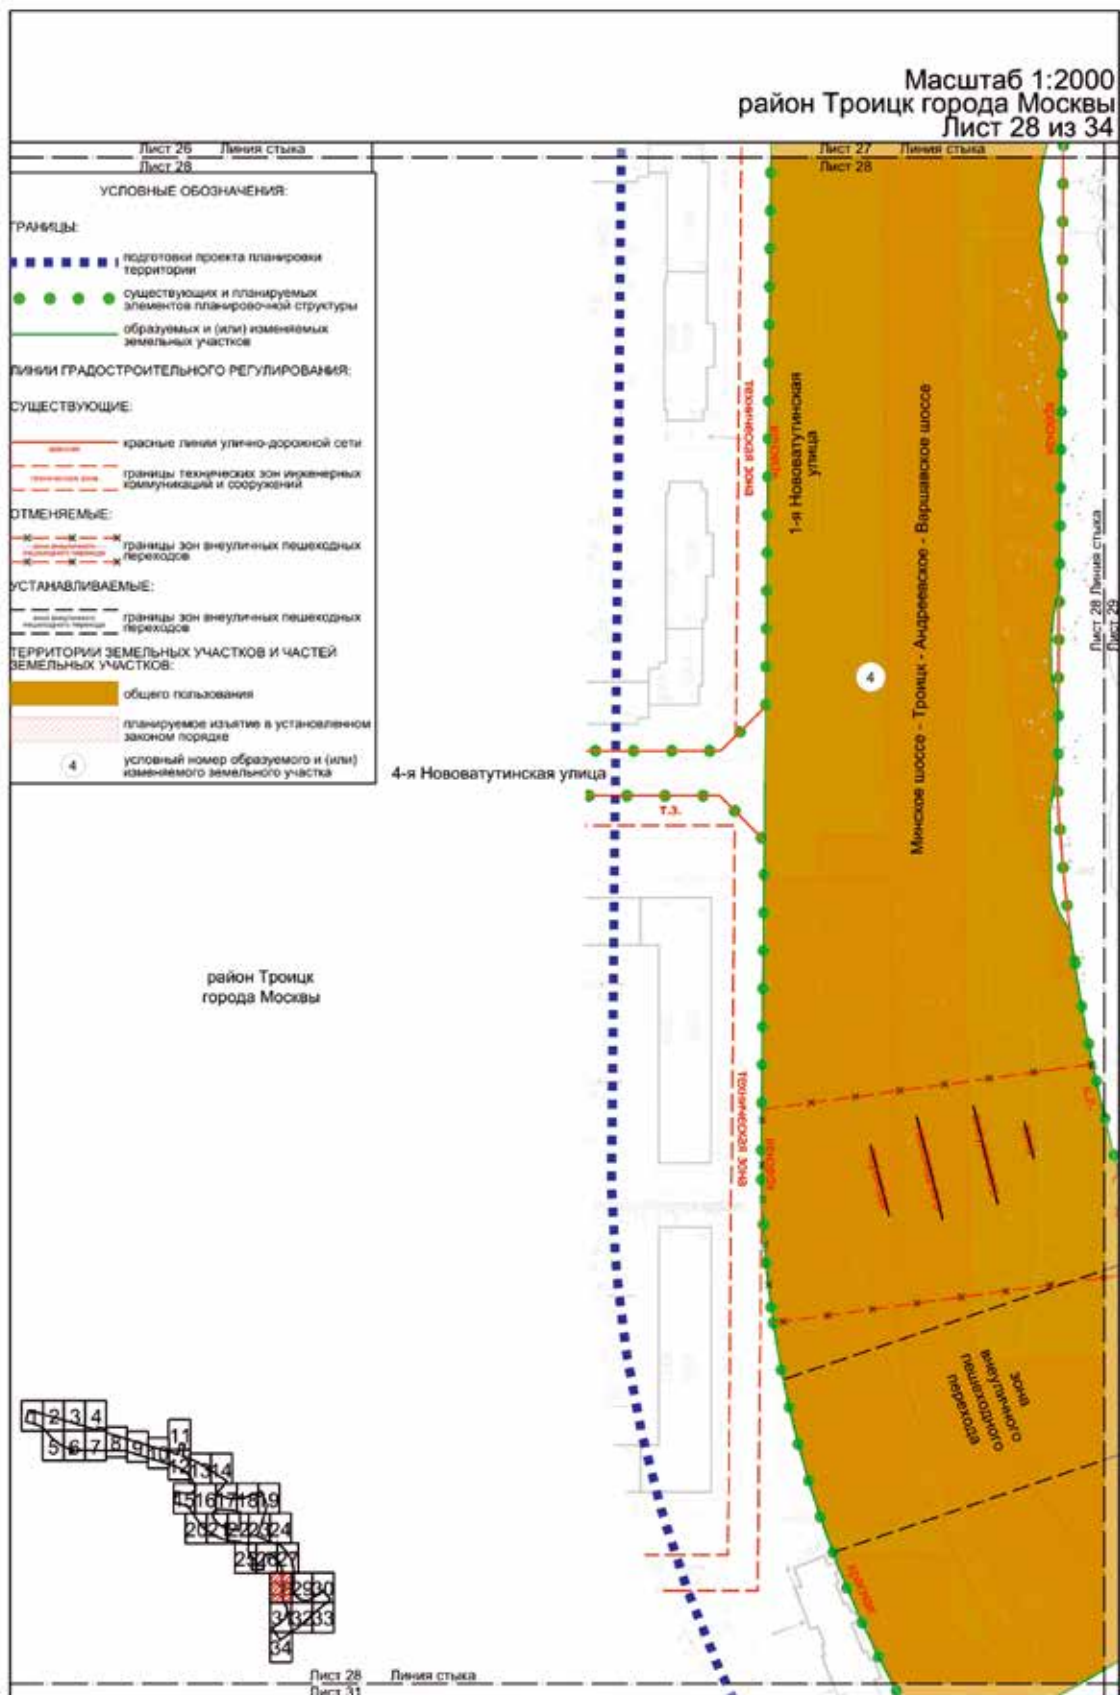 Масштаб 1:2000
район Троицк города Москвы
Лист 28 из 34
Лист 26 Линия стыка
Лист 28
Лист 27 Линия стыка
Лист 28
УСЛОВНЫЕ ОБОЗНАЧЕНИЯ:
ГРАНИЦЫ:
подготовки проекта планировки
территории
существующих и планируемых
элементов планировочной структуры
образуемых и (или) изменяемых
земельных участков
ЛИНИИ ГРАДОСТРОИТЕЛЬНОГО РЕГУЛИРОВАНИЯ:
СУЩЕСТВУЮЩИЕ:
красные линии улично-дорожной сети
границы технических зон инженерных
коммуникаций и сооружений
ОТМЕНЯЕМЫЕ:
границы зон внеуличных пешеходных
переходов
УСТАНАВЛИВАЕМЫЕ:
границы зон внеуличных пешеходных
переходов
ТЕРРИТОРИИ ЗЕМЕЛЬНЫХ УЧАСТКОВ И ЧАСТЕЙ
ЗЕМЕЛЬНЫХ УЧАСТКОВ:
общего пользования
планируемое изъятие в установленном
законом порядке
4
условный номер образуемого и (или)
изменяемого земельного участка
техническая зона
красная
1-я Нововатутинская
улица
Минское шоссе - Троицк - Андреевское - Варшавское шоссе
красная
Лист 28 Линия стыка
Лист 29
4
4-я Нововатутинская улица
т.з.
район Троицк
города Москвы
техническая зона
красная
зона
внеуличного
пешеходного
перехода
красная
1 2 3 4
5 6 7 8 9 10 11
12 13 14
15 16 17 18 19
20 21 22 23 24
25 26 27
29 30
31 32 33
34
Лист 28 Линия стыка
Лист 31